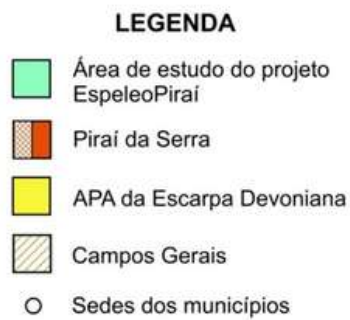 LEGENDA
Área de estudo do projeto
EspeleoPiraí
Piraí da Serra
APA da Escarpa Devoniana
Campos Gerais
Sedes dos municípios